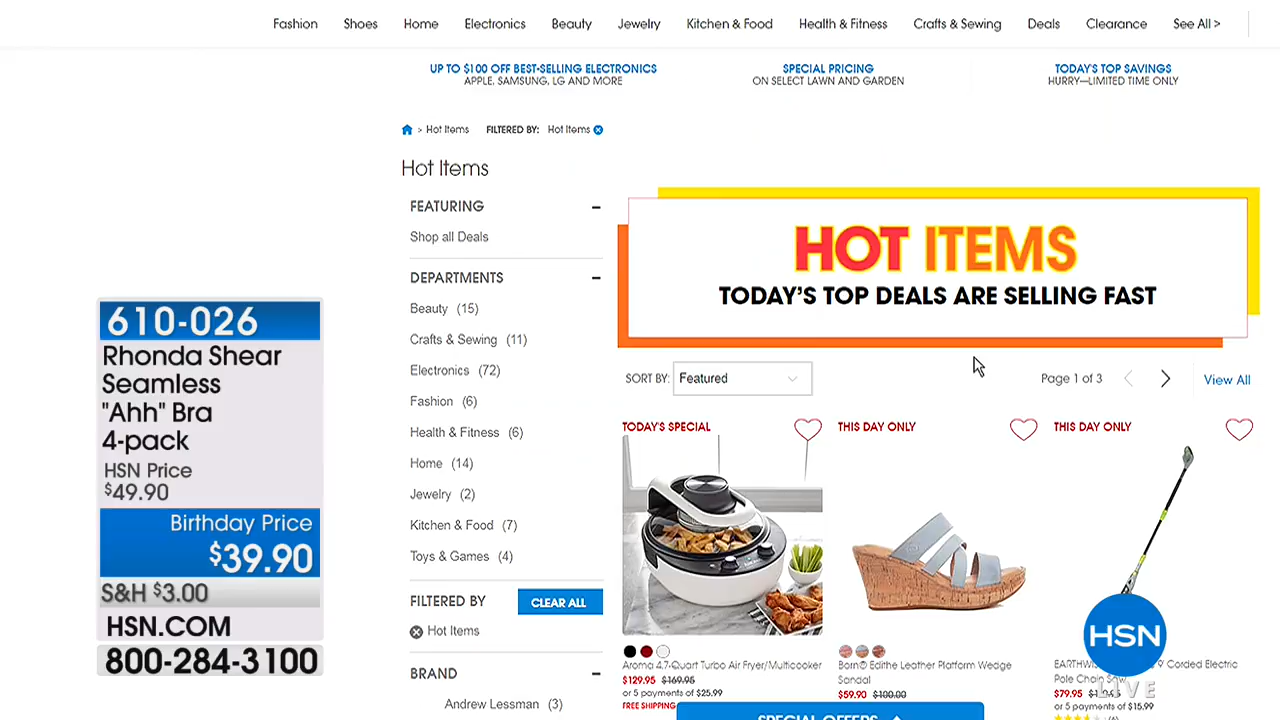 Fashion Shoes Home Electronics Beauty Jewelry Kitchen & Food Health & Fitness Crafts & Sewing Deals Clearance See All >
UP TO $100 OFF BEST-SELLING ELECTRONICS
APPLE, SAMSUNG, LG AND MORE
SPECIAL PRICING
ON SELECT LAWN AND GARDEN
TODAY'S TOP SAVINGS
HURRY—LIMITED TIME ONLY
> Hot Items FILTERED BY: Hot Items
Hot Items
FEATURING
Shop all Deals
DEPARTMENTS
Beauty (15)
Crafts & Sewing (11)
Electronics (72)
Fashion (6)
Health & Fitness (6)
Home (14)
Jewelry (2)
Kitchen & Food (7)
Toys & Games (4)
FILTERED BY CLEAR ALL
Hot Items
BRAND
Andrew Lessman (3)
HOT ITEMS
TODAY'S TOP DEALS ARE SELLING FAST
SORT BY: Featured
Page 1 of 3 View All
TODAY'S SPECIAL
Aroma 4.7-Quart Turbo Air Fryer/Multicooker
$129.95 $169.95
or 5 payments of $25.99
FREE SHIPPING
THIS DAY ONLY
Born® Edithe Leather Platform Wedge
Sandal
$59.90 $100.00
THIS DAY ONLY
9' Corded Electric
Pole Chain Saw
$79.95
or 5 payments of $15.99
SPECIAL OFFERS
610-026
Rhonda Shear
Seamless
"Ahh" Bra
4-pack
HSN Price
$49.90
Birthday Price
$39.90
S&H $3.00
HSN.COM
800-284-3100
HSN
LIVE